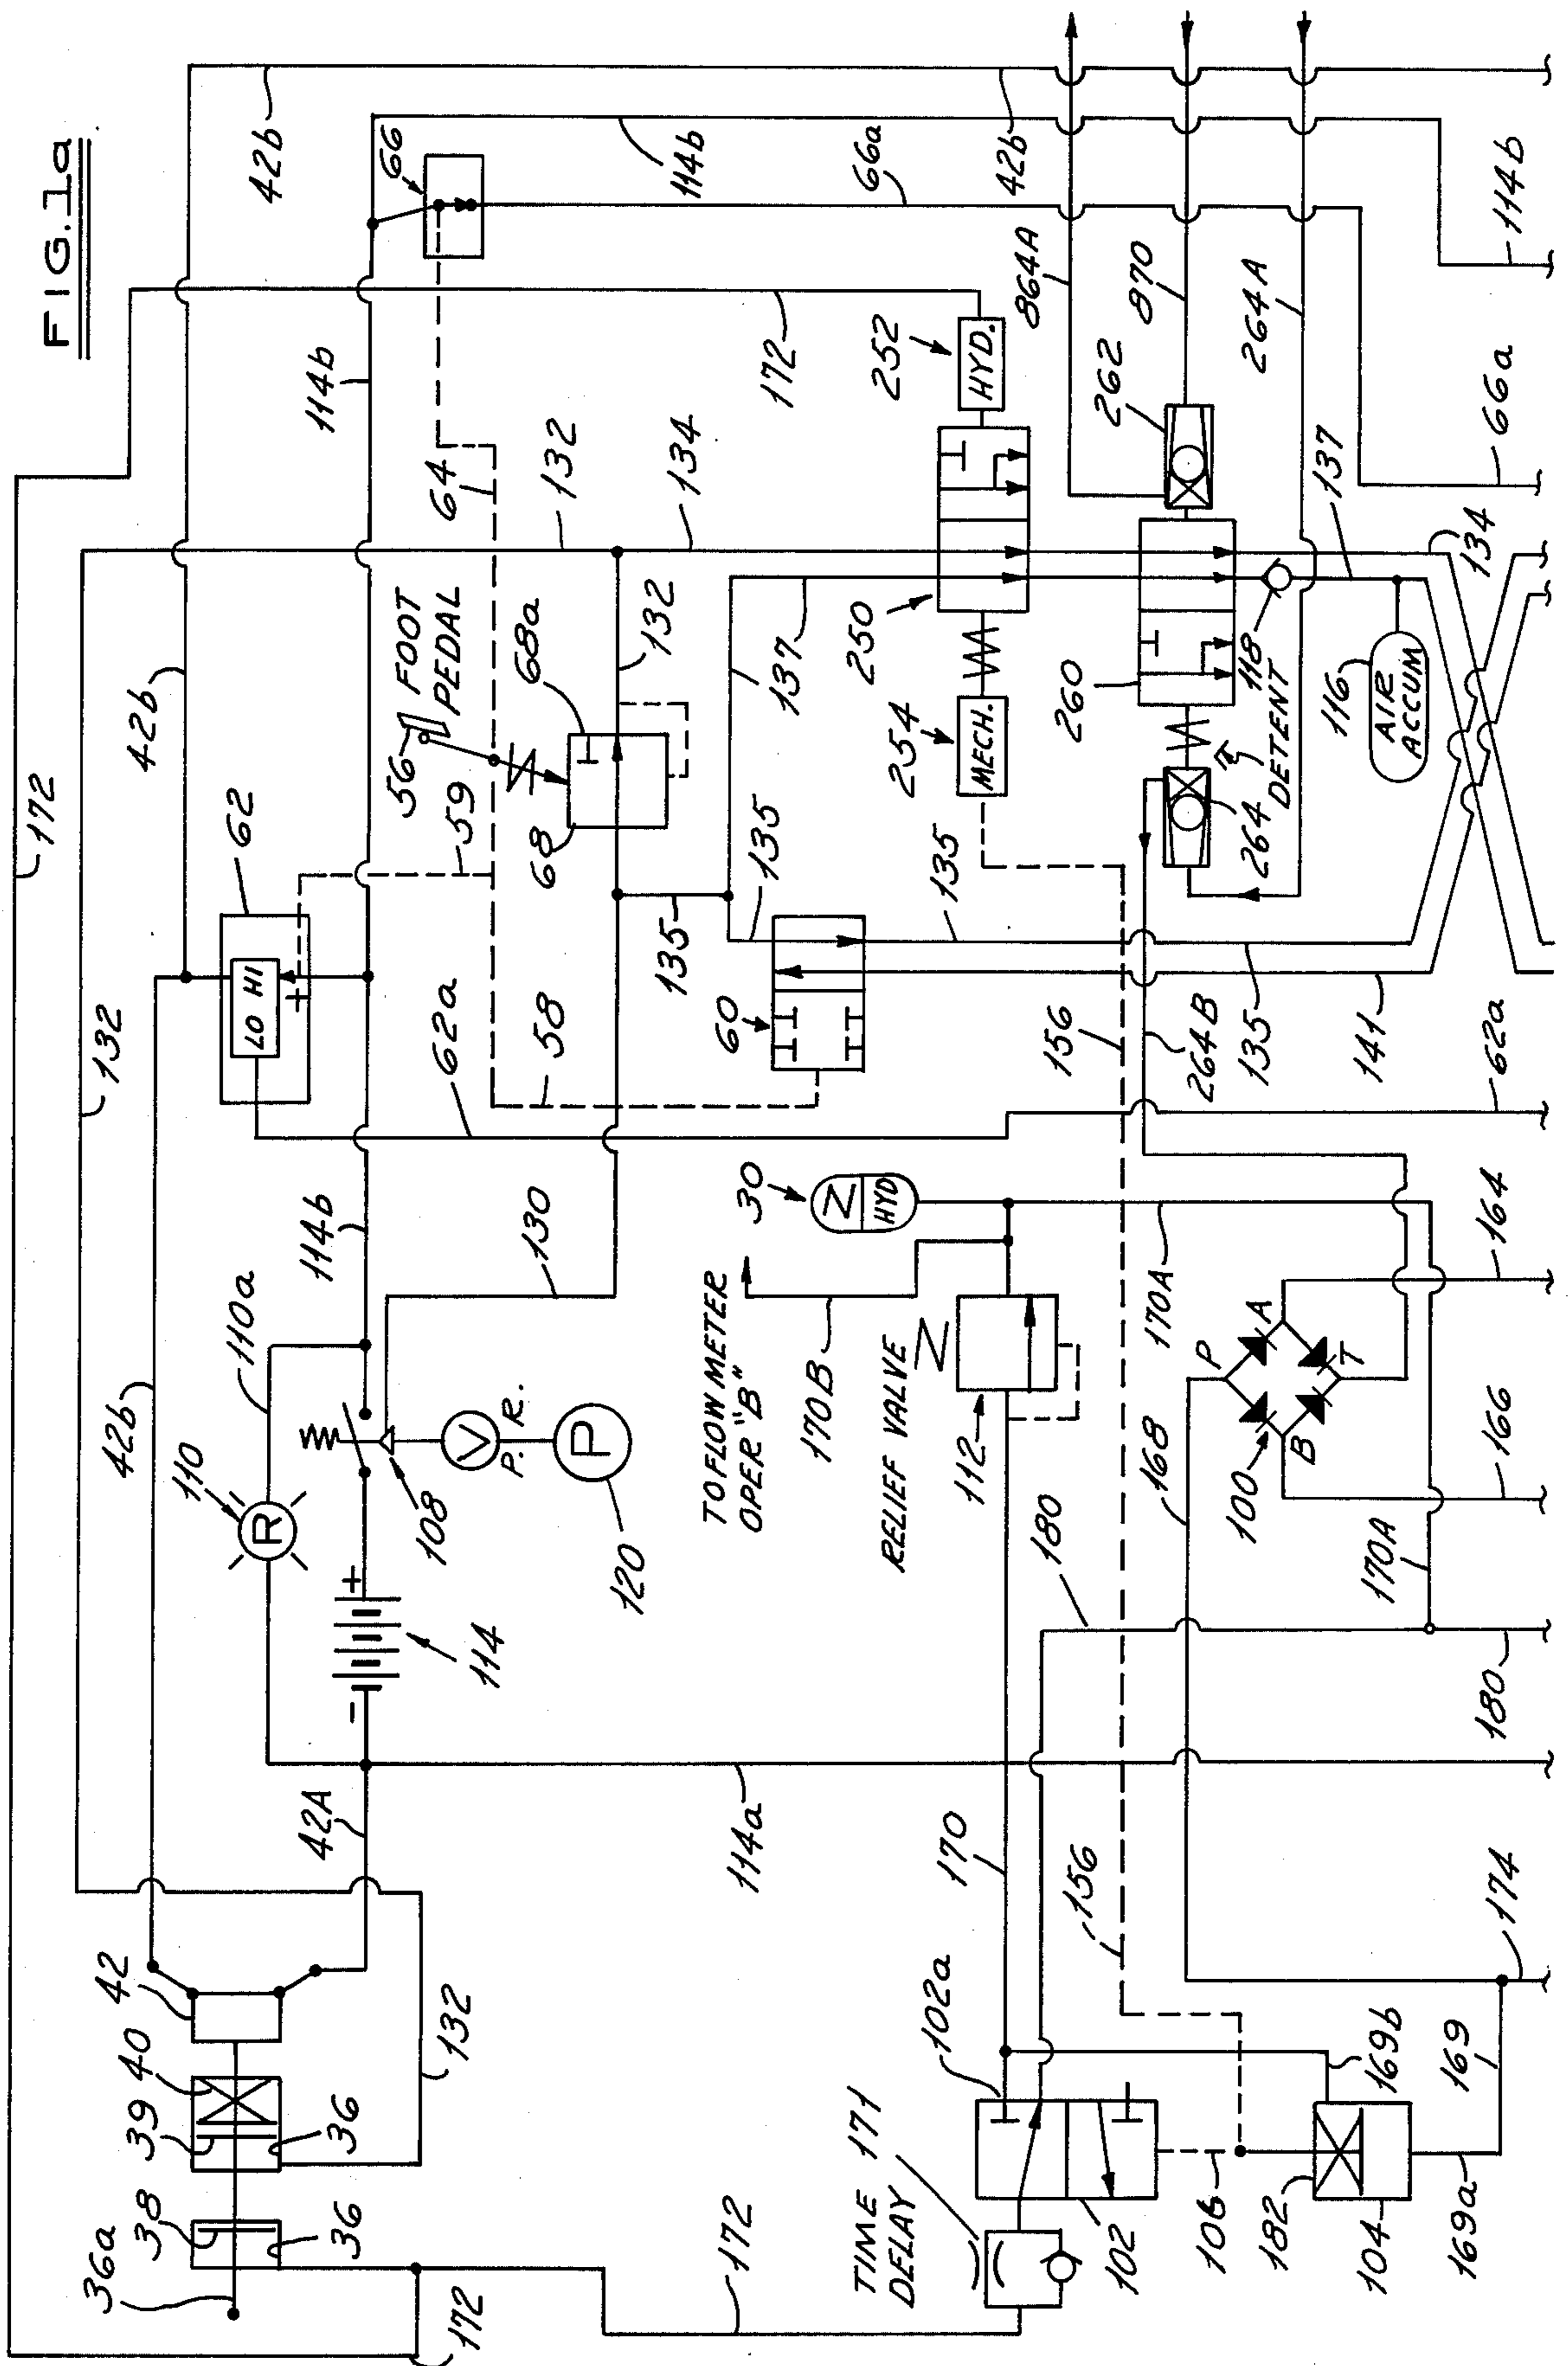 FIG.1a
172
42b
132
42b
62
114b
42b
36a
38
39
40
42
36
36
132
42A
110
R
110a
114b
LO HI
+
59
64
66
- +
114
108
V
P. R.
P
120
130
62a
58
56
FOOT
PEDAL
68
68a
132
132
134
172
114b
66a
42b
172
172
114a
TO FLOW METER
OPER "B"
170B
30
N
HYD
135
135
137
60
135
254
MECH.
250
252
HYD.
864A
870
262
264A
TIME
DELAY
171
102a
170
RELIEF VALVE
112
180
156
156
264B
135
141
62a
260
264
DETENT
118
116
AIR
ACCUM
137
134
66a
114b
102
106
182
104
169a
169b
169
174
168
100
P
A
B
T
170A
170A
180
166
164